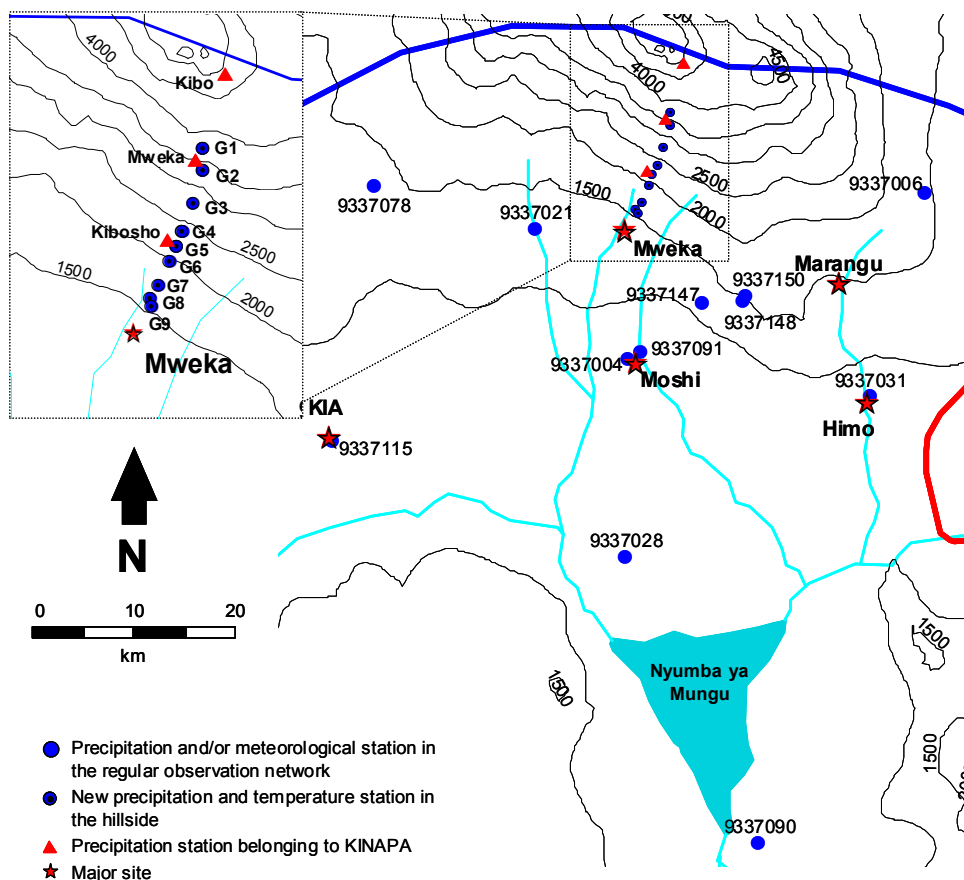 4000
Kibo
G1
Mweka
G2
G3
Kibosho
G4
G5
2500
G6
1500
G7
G8
2000
G9
Mweka
4500
4000
2500
9337006
9337078
1500
2000
9337021
Mweka
Marangu
9337150
9337147
9337148
9337091
9337004
Moshi
9337031
KIA
Himo
9337115
N
9337028
0 20
km
1500
Nyumba ya
Mungu
1500
1500
9337090
Precipitation and/or meteorological station in
the regular observation network
New precipitation and temperature station in
the hillside
Precipitation station belonging to KINAPA
Major site